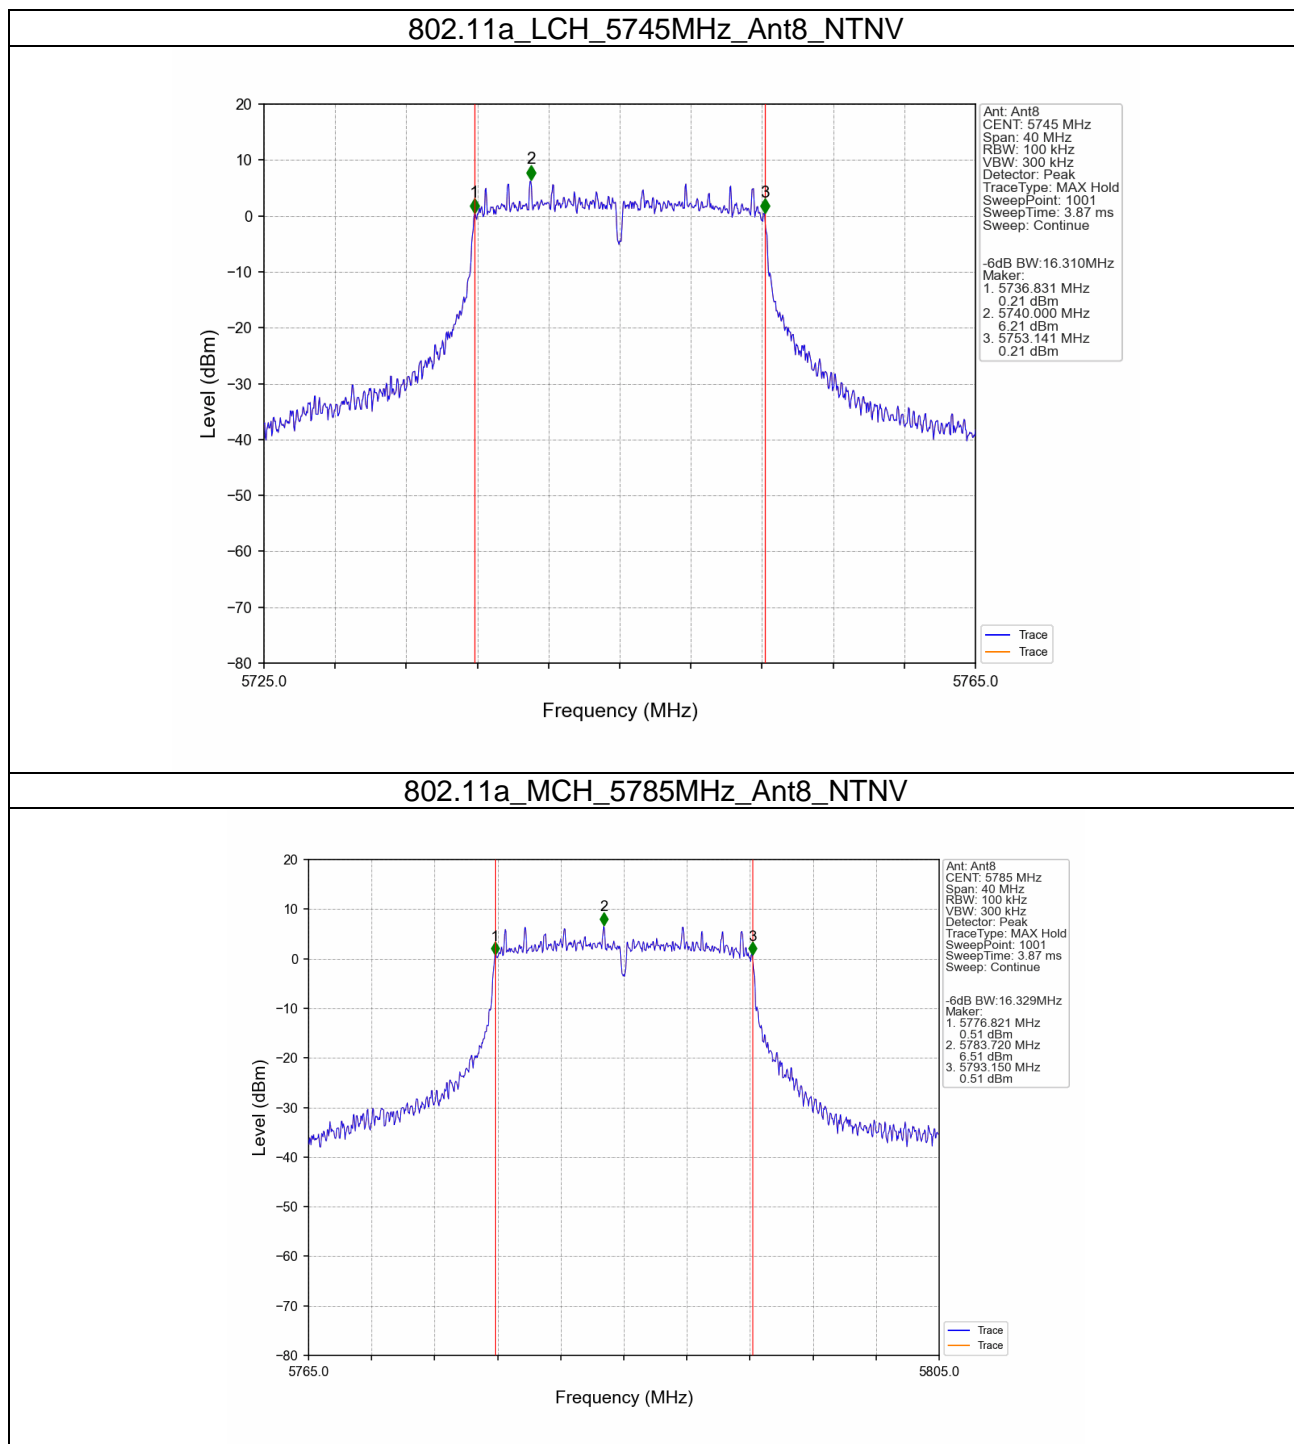 802.11a_LCH_5745MHz_Ant8_NTNV
20
10
0
−10
−20
−30
−40
−50
−60
−70
−80
Level (dBm)
1
2
3
5725.0
5765.0
Frequency (MHz)
Ant: Ant8
CENT: 5745 MHz
Span: 40 MHz
RBW: 100 kHz
VBW: 300 kHz
Detector: Peak
TraceType: MAX Hold
SweepPoint: 1001
SweepTime: 3.87 ms
Sweep: Continue
-6dB BW:16.310MHz
Maker:
1. 5736.831 MHz
0.21 dBm
2. 5740.000 MHz
6.21 dBm
3. 5753.141 MHz
0.21 dBm
Trace
Trace
802.11a_MCH_5785MHz_Ant8_NTNV
20
10
0
−10
−20
−30
−40
−50
−60
−70
−80
Level (dBm)
1
2
3
5765.0
5805.0
Frequency (MHz)
Ant: Ant8
CENT: 5785 MHz
Span: 40 MHz
RBW: 100 kHz
VBW: 300 kHz
Detector: Peak
TraceType: MAX Hold
SweepPoint: 1001
SweepTime: 3.87 ms
Sweep: Continue
-6dB BW:16.329MHz
Maker:
1. 5776.821 MHz
0.51 dBm
2. 5783.720 MHz
6.51 dBm
3. 5793.150 MHz
0.51 dBm
Trace
Trace